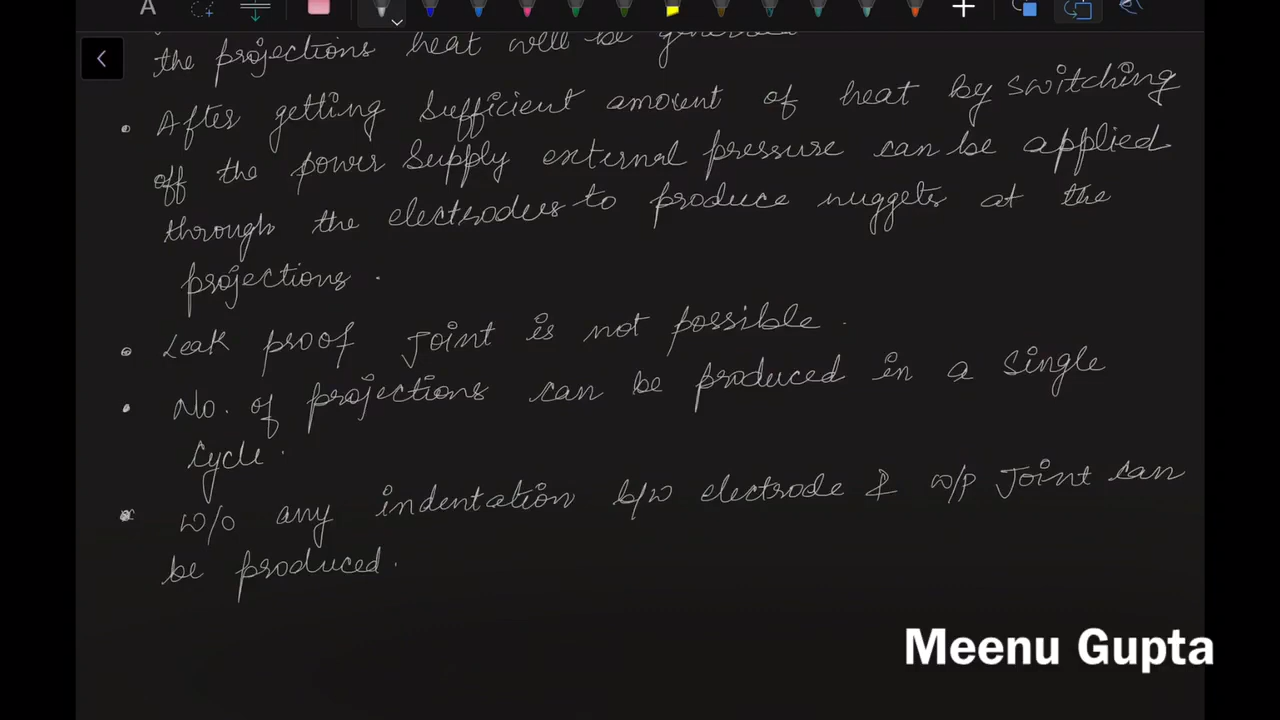 the projections heat will be generated
• After getting sufficient amount of heat by switching
off the power supply external pressure can be applied
through the electrodes to produce nuggets at the
projections.
• Leak proof Joint is not possible.
• No. of projections can be produced in a single
Cycle.
• w/o any indentation b/w electrode & w/p Joint can
be produced.
Meenu Gupta